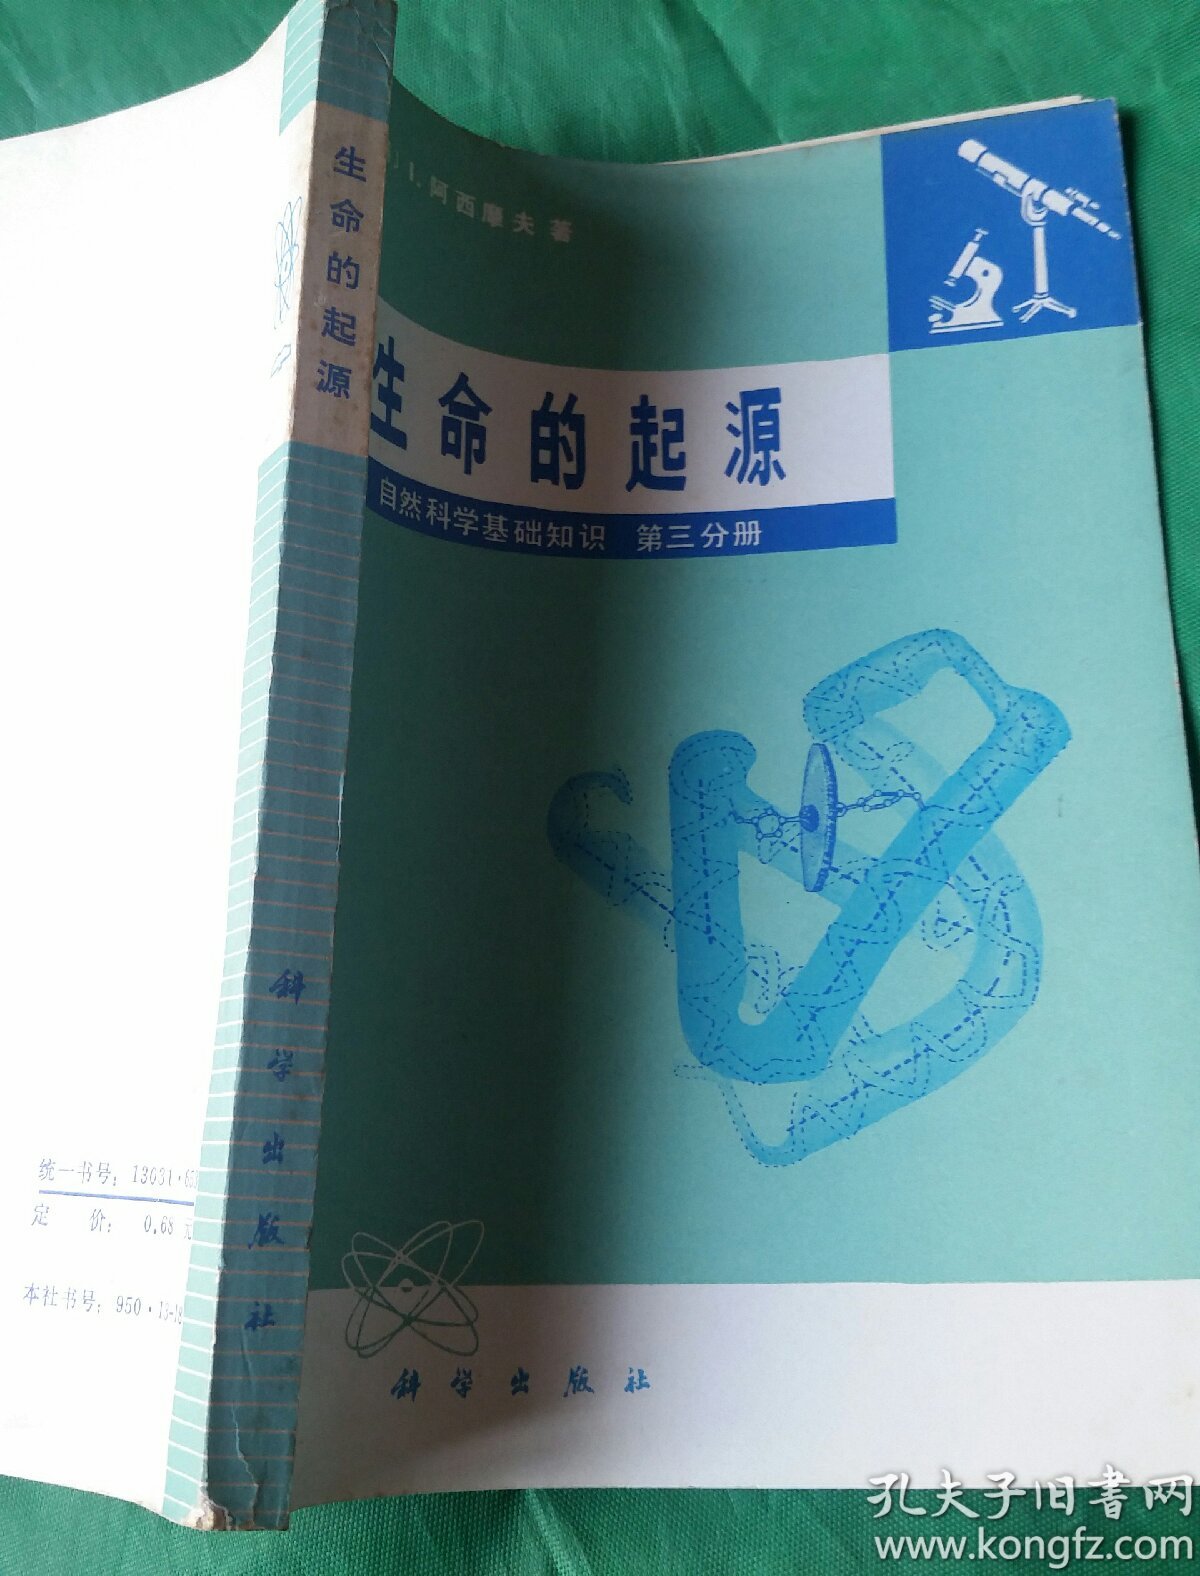 生命的起源
科学出版社
I.阿西摩夫 著
生命的起源
自然科学基础知识 第三分册
科学出版社
统一书号：13031·
定 价： 0.68 元
本社书号：950·13-18
孔夫子旧书网
www.kongfz.com